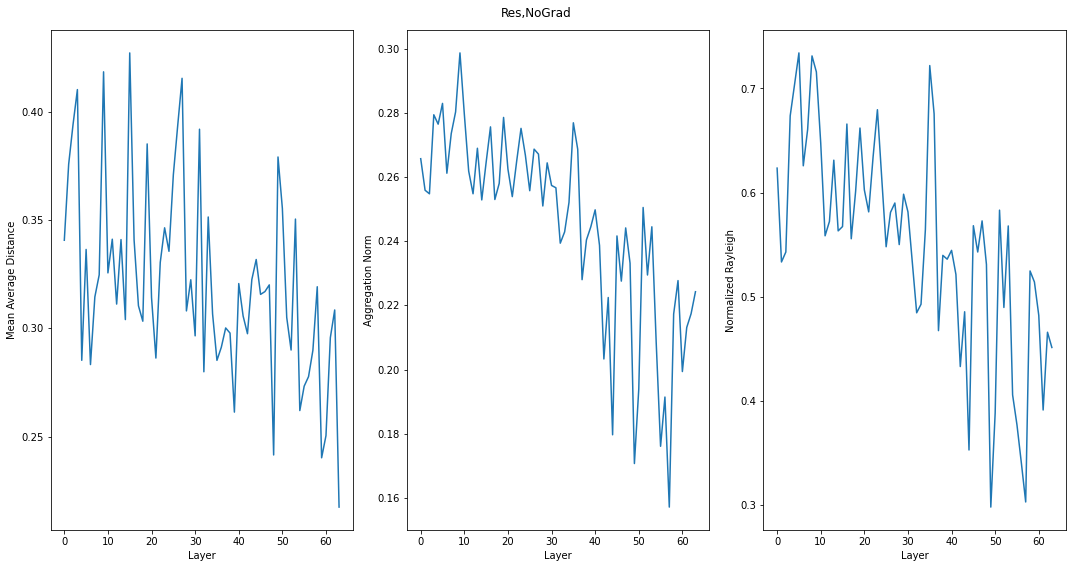 Res,NoGrad
Mean Average Distance
0.40
0.35
0.30
0.25
0 10 20 30 40 50 60
Layer
Aggregation Norm
0.30
0.28
0.26
0.24
0.22
0.20
0.18
0.16
0 10 20 30 40 50 60
Layer
Normalized Rayleigh
0.7
0.6
0.5
0.4
0.3
0 10 20 30 40 50 60
Layer